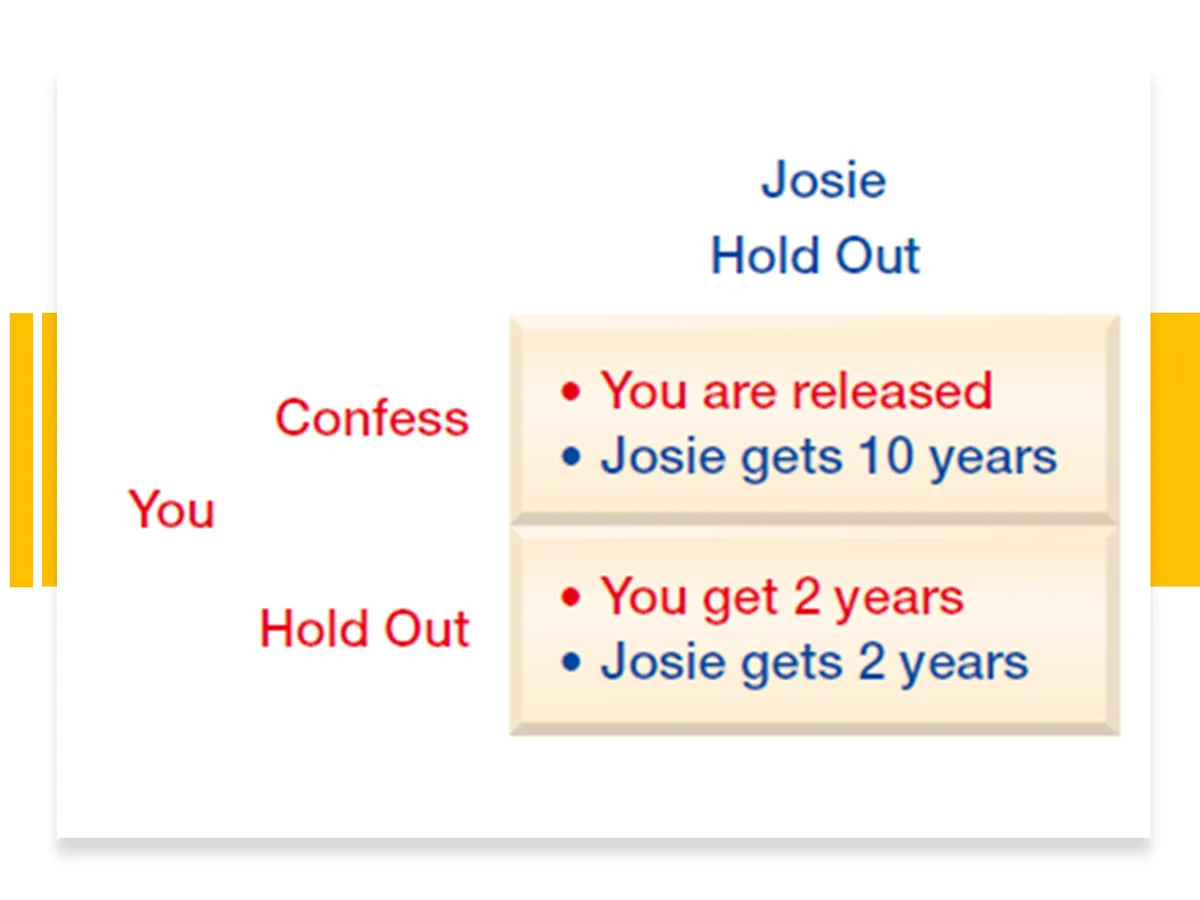 Josie
Hold Out
Confess
• You are released
• Josie gets 10 years
You
Hold Out
• You get 2 years
• Josie gets 2 years